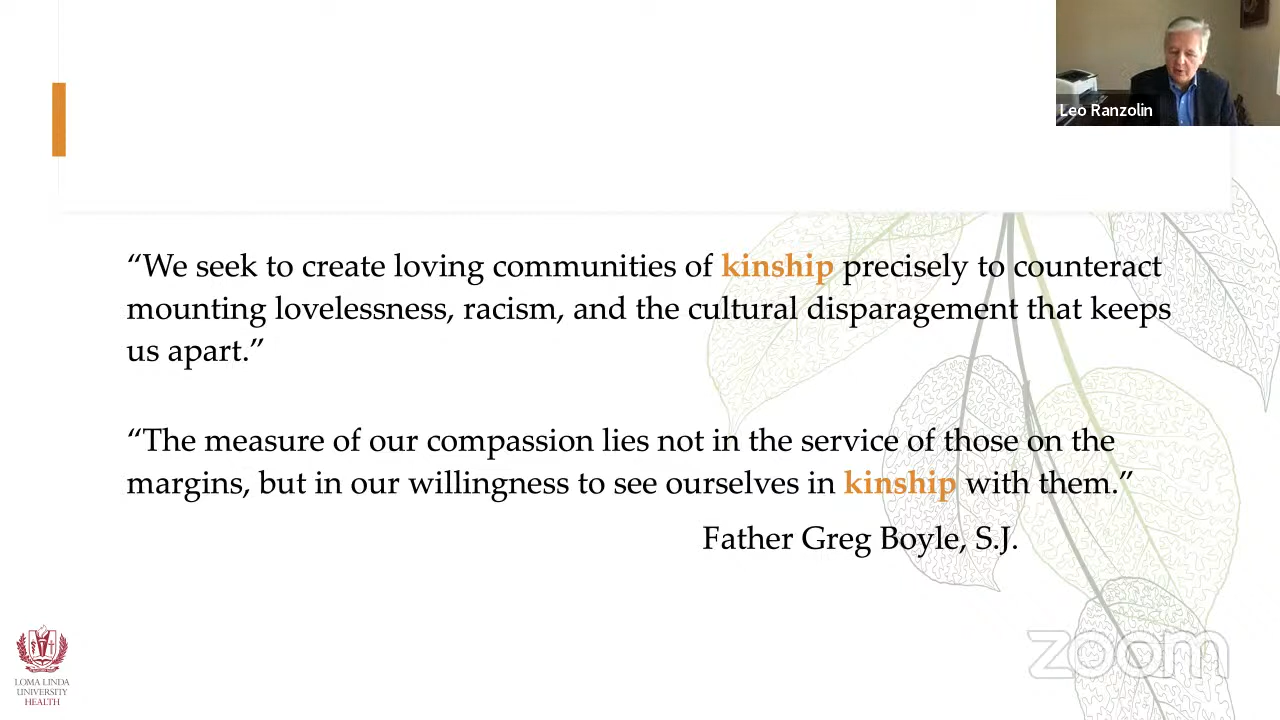 Leo Ranzolin
“We seek to create loving communities of kinship precisely to counteract
mounting lovelessness, racism, and the cultural disparagement that keeps
us apart.”
“The measure of our compassion lies not in the service of those on the
margins, but in our willingness to see ourselves in kinship with them.”
Father Greg Boyle, S.J.
LOMA LINDA
UNIVERSITY
HEALTH
zoom